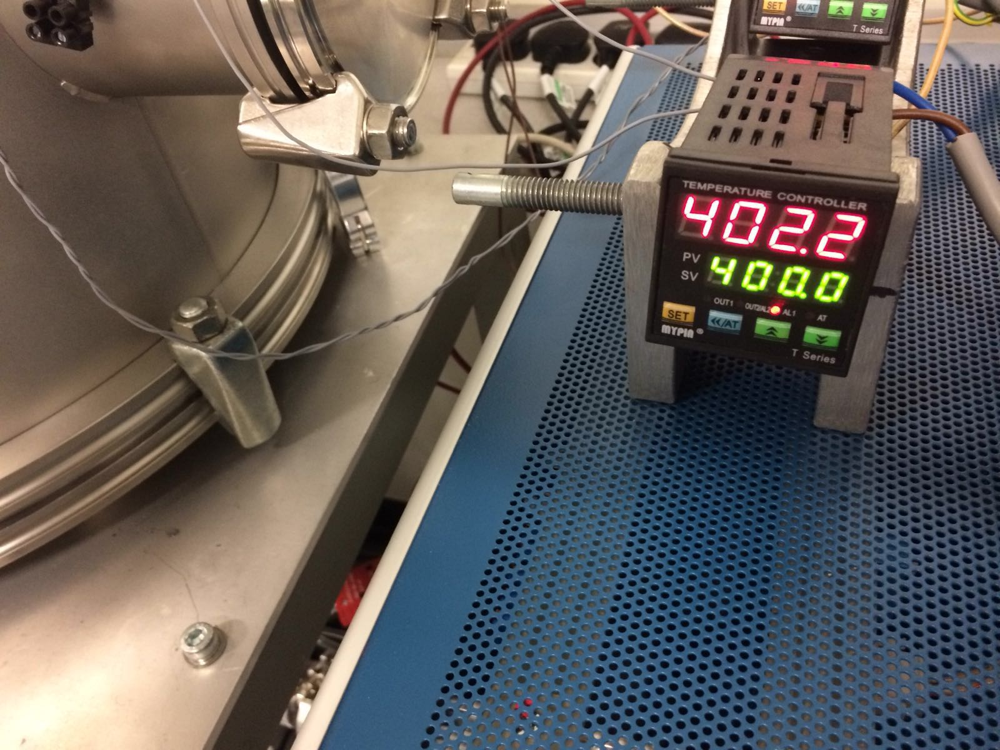 SET
<</AT
MYPIN®
T Series
TEMPERATURE CONTROLLER
402.2
PV
SV
400.0
OUT1
OUT2/AL2
AL1
AT
SET
<</AT
MYPIN®
T Series